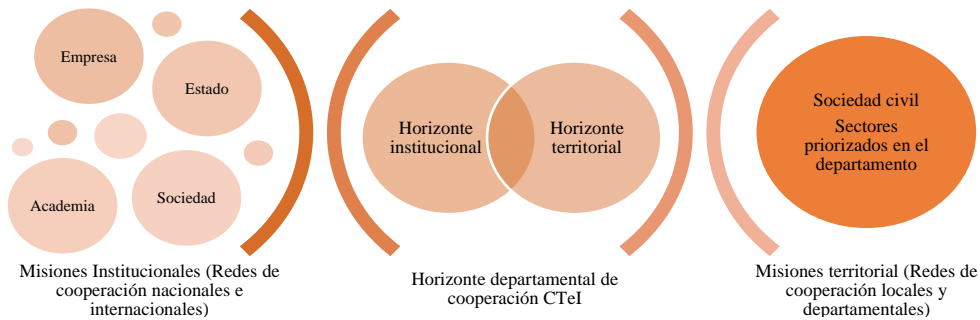 Empresa
Estado
Academia
Sociedad
Misiones Institucionales (Redes de
cooperación nacionales e
internacionales)
Horizonte
institucional
Horizonte
territorial
Horizonte departamental de
cooperación CTeI
Sociedad civil
Sectores
priorizados en el
departamento
Misiones territorial (Redes de
cooperación locales y
departamentales)